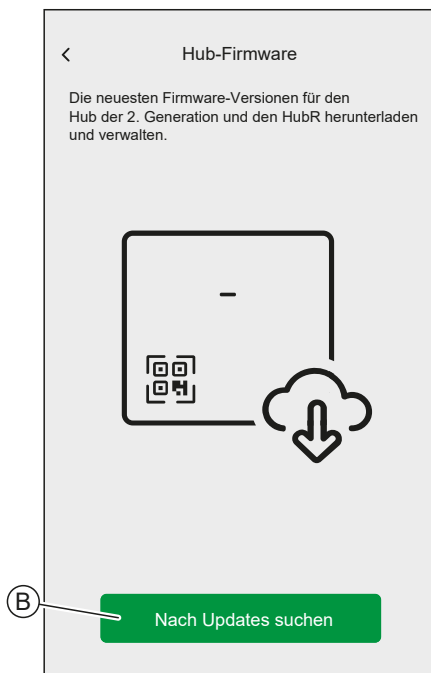 Hub-Firmware
Die neuesten Firmware-Versionen für den
Hub der 2. Generation und den HubR herunterladen
und verwalten.
B
Nach Updates suchen